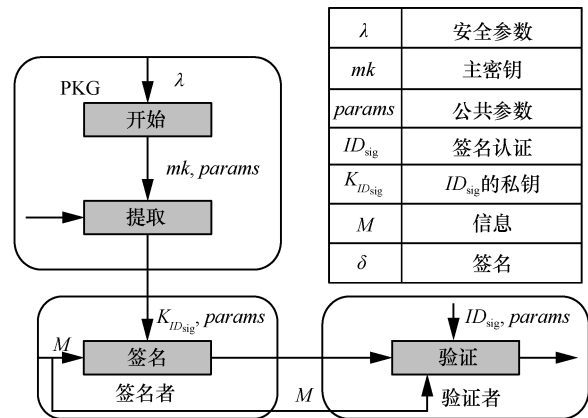 λ 安全参数
mk 主密钥
params 公共参数
ID_sig 签名认证
K_{ID_sig} ID_sig的私钥
M 信息
δ 签名
PKG
λ
开始
mk, params
提取
K_{ID_sig}, params
M
签名
签名者
M
ID_sig, params
验证
验证者